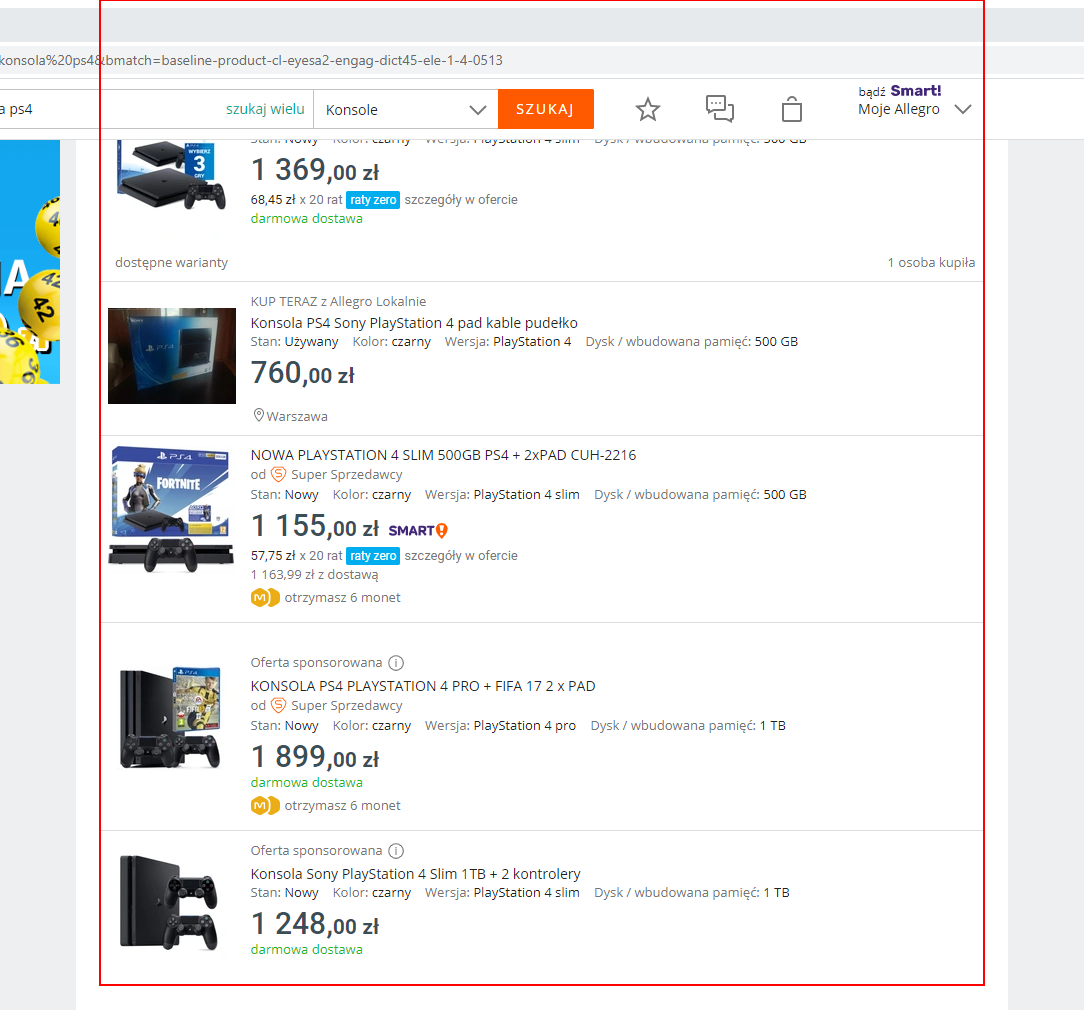 konsola%20ps4&bmatch=baseline-product-cl-eyesa2-engag-dict45-ele-1-4-0513
bądź Smart!
a ps4 szukaj wielu Konsole SZUKAJ Moje Allegro
Stan: Nowy Kolor: czarny Wersja: PlayStation 4 slim Dysk / wbudowana pamięć: 500 GB
WYBIERZ
3
GRY
1 369,00 zł
68,45 zł x 20 rat raty zero szczegóły w ofercie
darmowa dostawa
dostępne warianty 1 osoba kupiła
42
KUP TERAZ z Allegro Lokalnie
Konsola PS4 Sony PlayStation 4 pad kable pudełko
Stan: Używany Kolor: czarny Wersja: PlayStation 4 Dysk / wbudowana pamięć: 500 GB
PS4
760,00 zł
Warszawa
NOWA PLAYSTATION 4 SLIM 500GB PS4 + 2xPAD CUH-2216
od Super Sprzedawcy
Stan: Nowy Kolor: czarny Wersja: PlayStation 4 slim Dysk / wbudowana pamięć: 500 GB
PS4
FORTNITE
1 155,00 zł SMART!
57,75 zł x 20 rat raty zero szczegóły w ofercie
1 163,99 zł z dostawą
M otrzymasz 6 monet
Oferta sponsorowana
KONSOLA PS4 PLAYSTATION 4 PRO + FIFA 17 2 x PAD
od Super Sprzedawcy
Stan: Nowy Kolor: czarny Wersja: PlayStation 4 pro Dysk / wbudowana pamięć: 1 TB
PS4
1 899,00 zł
darmowa dostawa
M otrzymasz 6 monet
Oferta sponsorowana
Konsola Sony PlayStation 4 Slim 1TB + 2 kontrolery
Stan: Nowy Kolor: czarny Wersja: PlayStation 4 slim Dysk / wbudowana pamięć: 1 TB
1 248,00 zł
darmowa dostawa